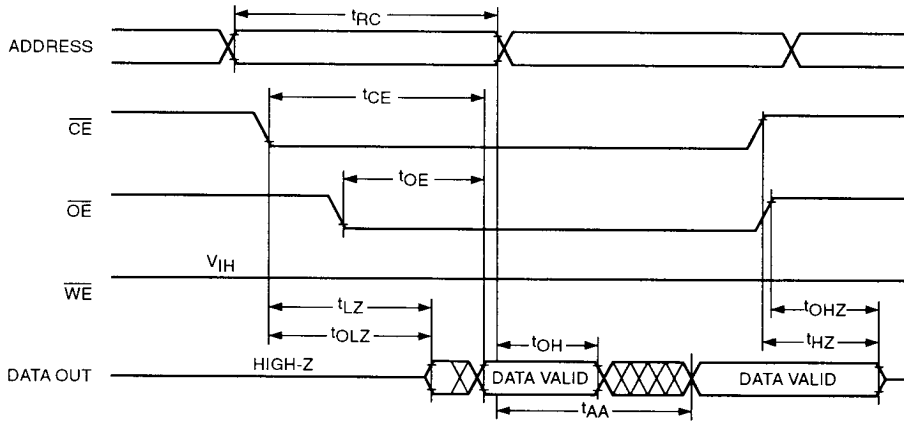 tRC
ADDRESS
tCE
CE
tOE
OE
VIH
WE
tLZ
tOHZ
tOLZ
tOH
tHZ
HIGH-Z
DATA OUT
DATA VALID
DATA VALID
tAA